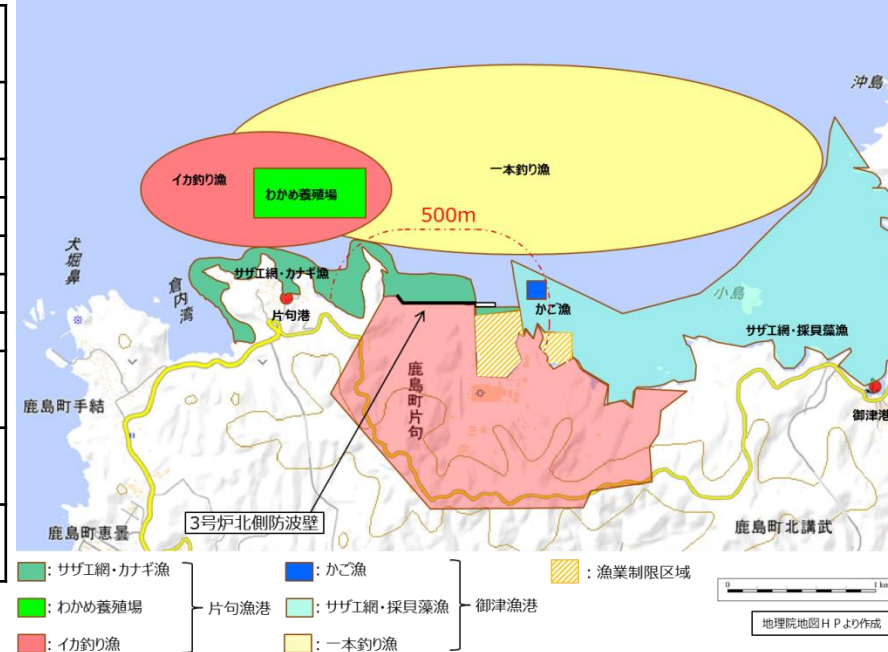 沖島
一本釣り漁
イカ釣り漁
わかめ養殖場
500m
犬堀鼻
倉内湾
サザエ網・カナギ漁
片句港
かご漁
小島
サザエ網・採貝藻漁
御津港
鹿島町片句
鹿島町手結
3号炉北側防波壁
鹿島町恵曇
鹿島町北講武
: サザエ網・カナギ漁
: わかめ養殖場
: イカ釣り漁
片句漁港
: かご漁
: サザエ網・採貝藻漁
: 一本釣り漁
御津漁港
: 漁業制限区域
0 1 km
地理院地図HPより作成